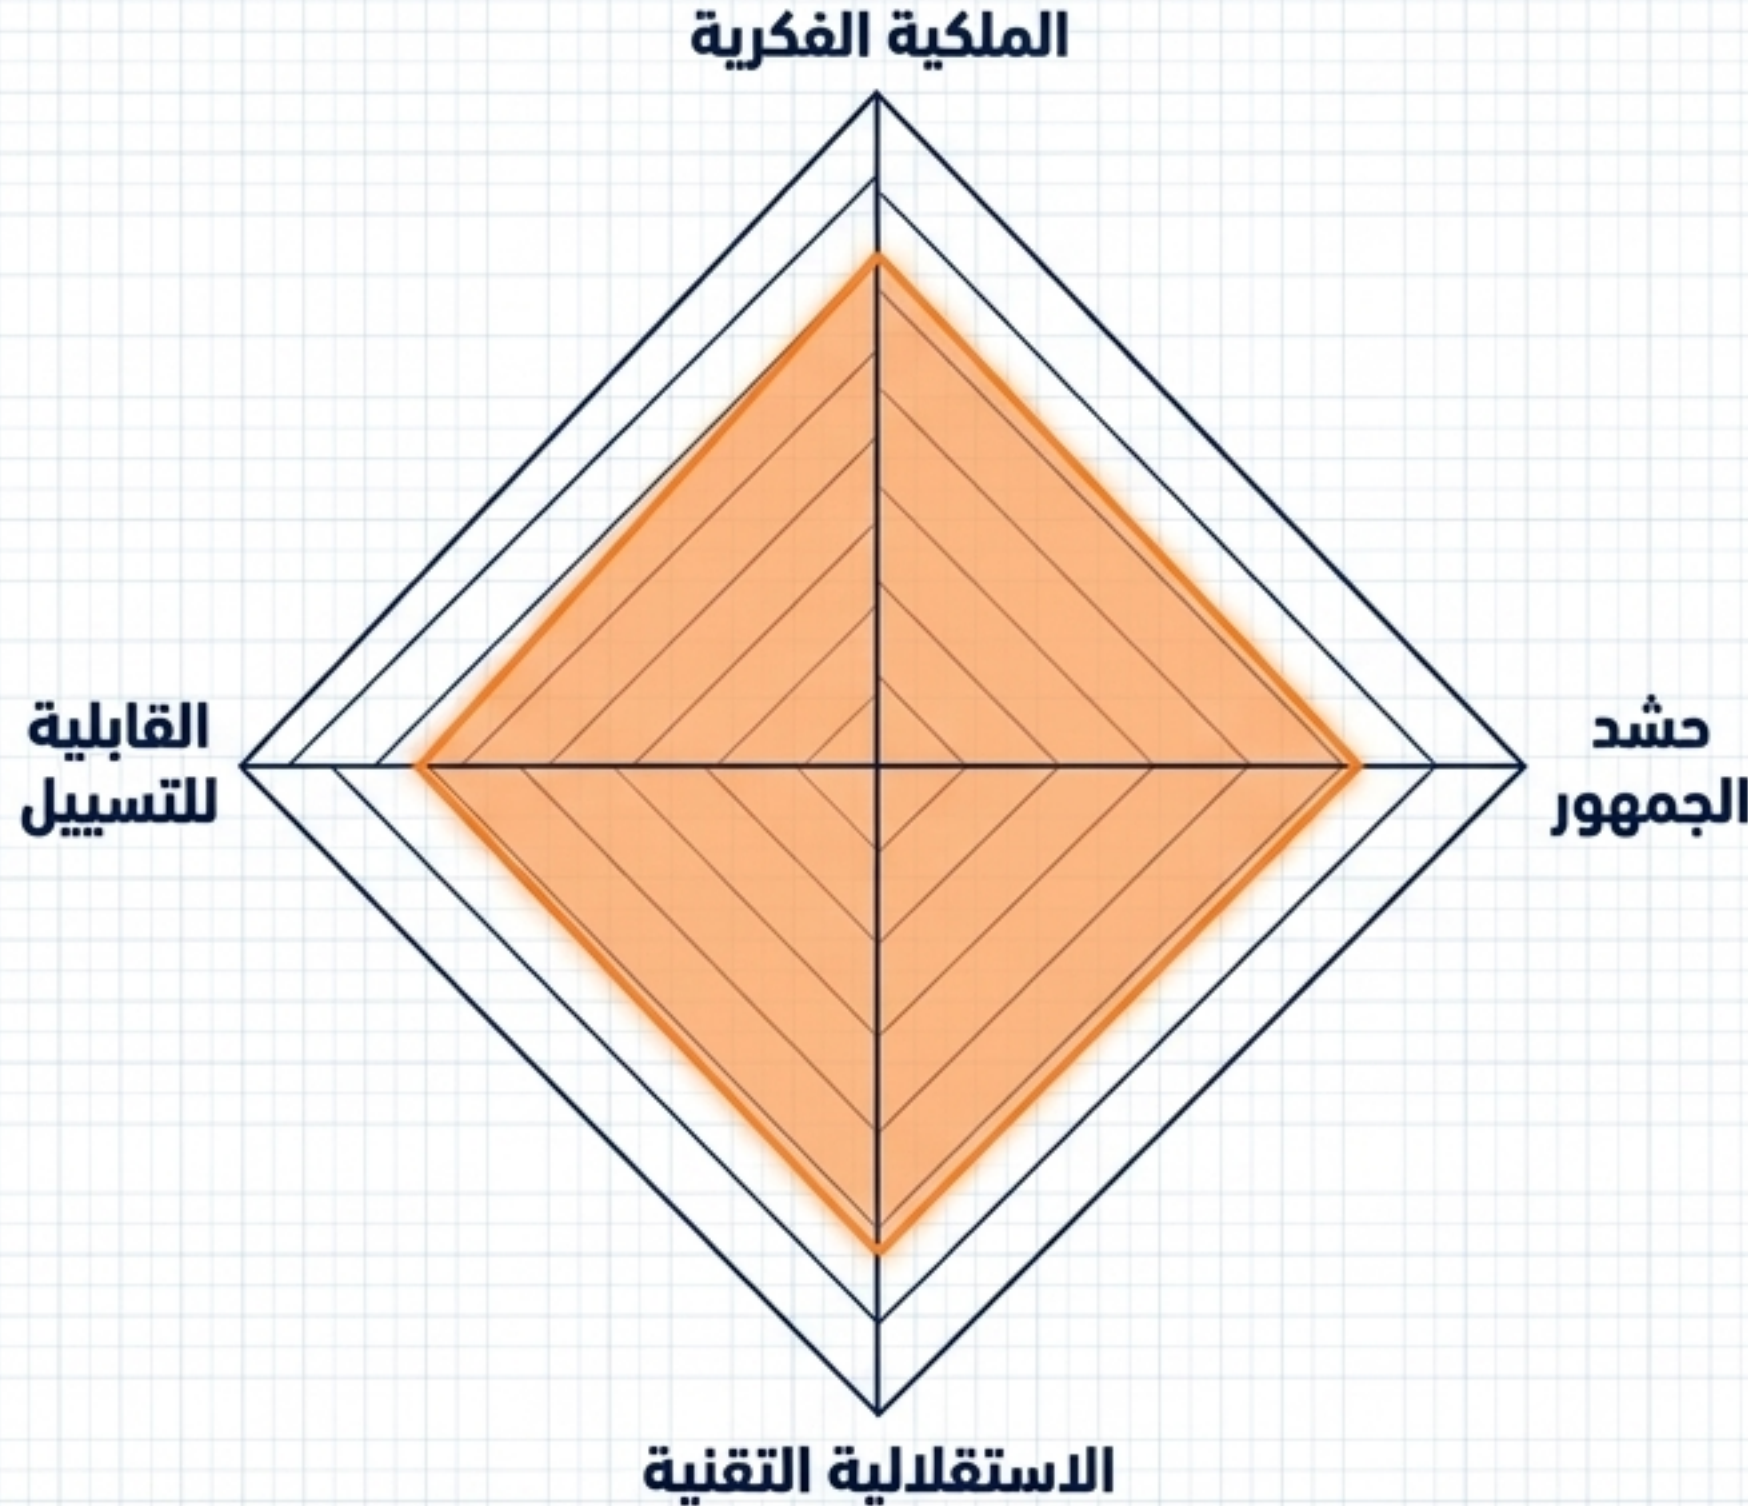 الملكية الفكرية
حشد
الجمهور
القابلية
للتسييل
الاستقلالية التقنية